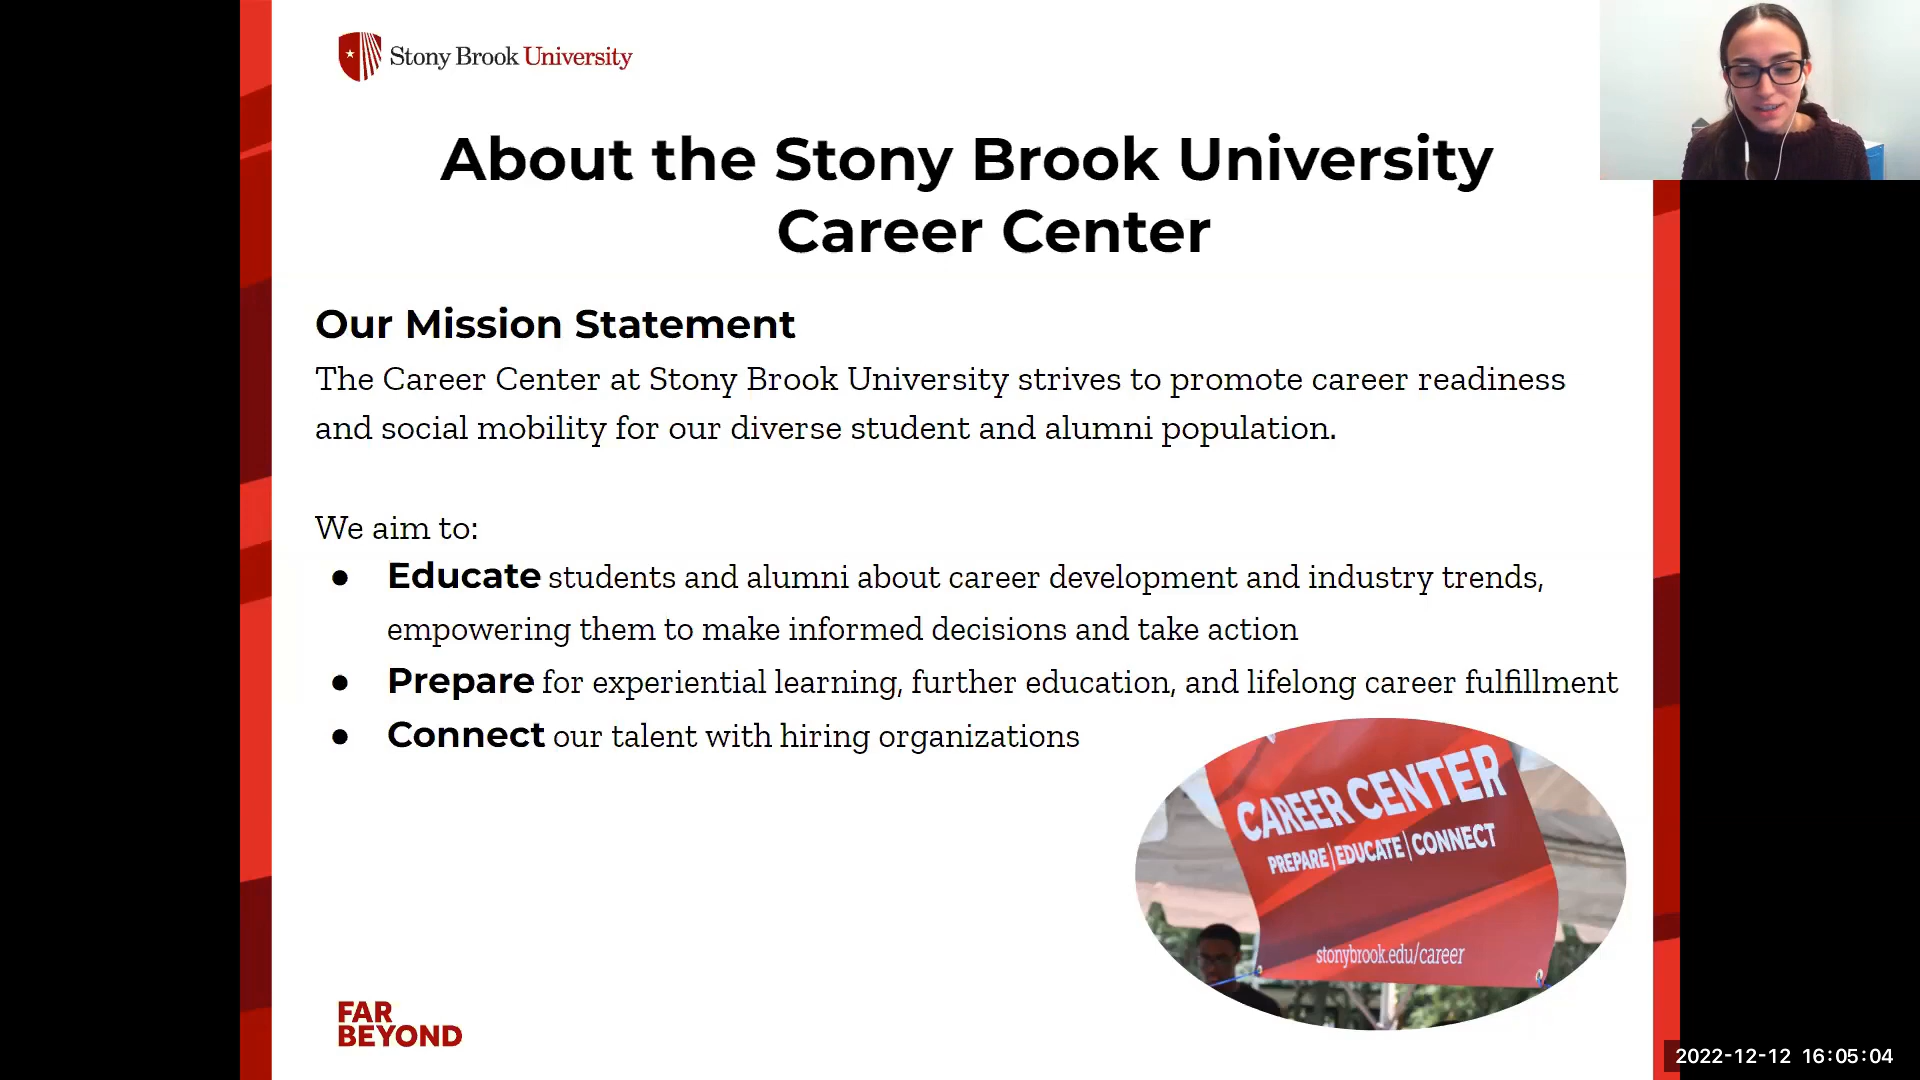 Stony Brook University
About the Stony Brook University
Career Center
Our Mission Statement
The Career Center at Stony Brook University strives to promote career readiness
and social mobility for our diverse student and alumni population.
We aim to:
● Educate students and alumni about career development and industry trends,
empowering them to make informed decisions and take action
● Prepare for experiential learning, further education, and lifelong career fulfillment
● Connect our talent with hiring organizations
CAREER CENTER
PREPARE|EDUCATE|CONNECT
stonybrook.edu/career
FAR
BEYOND
2022-12-12 16:05:04